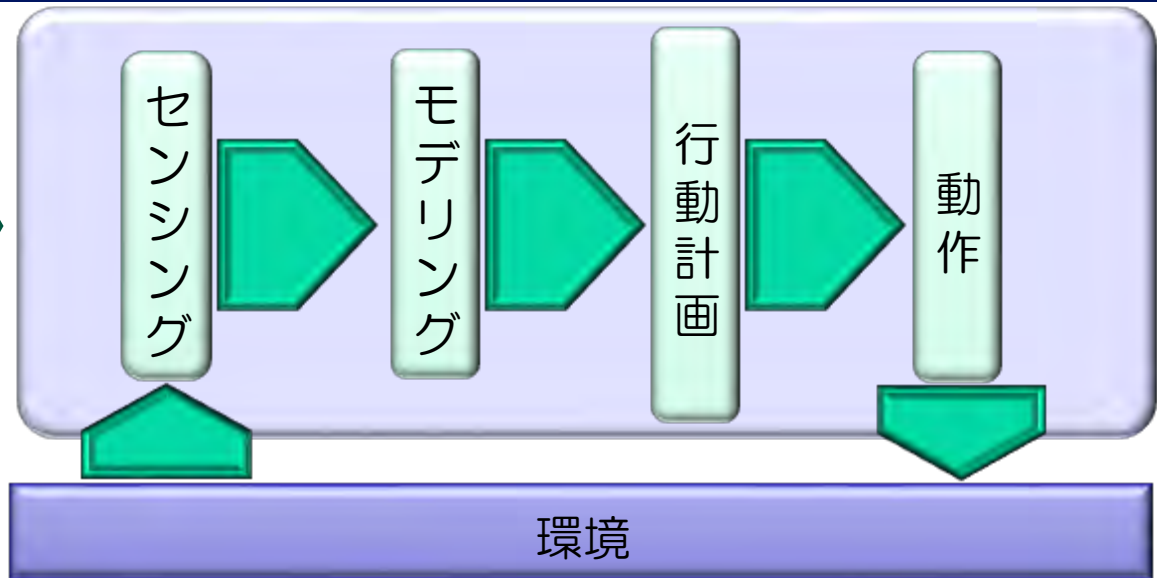 センシング
モデリング
行動計画
動作
環境